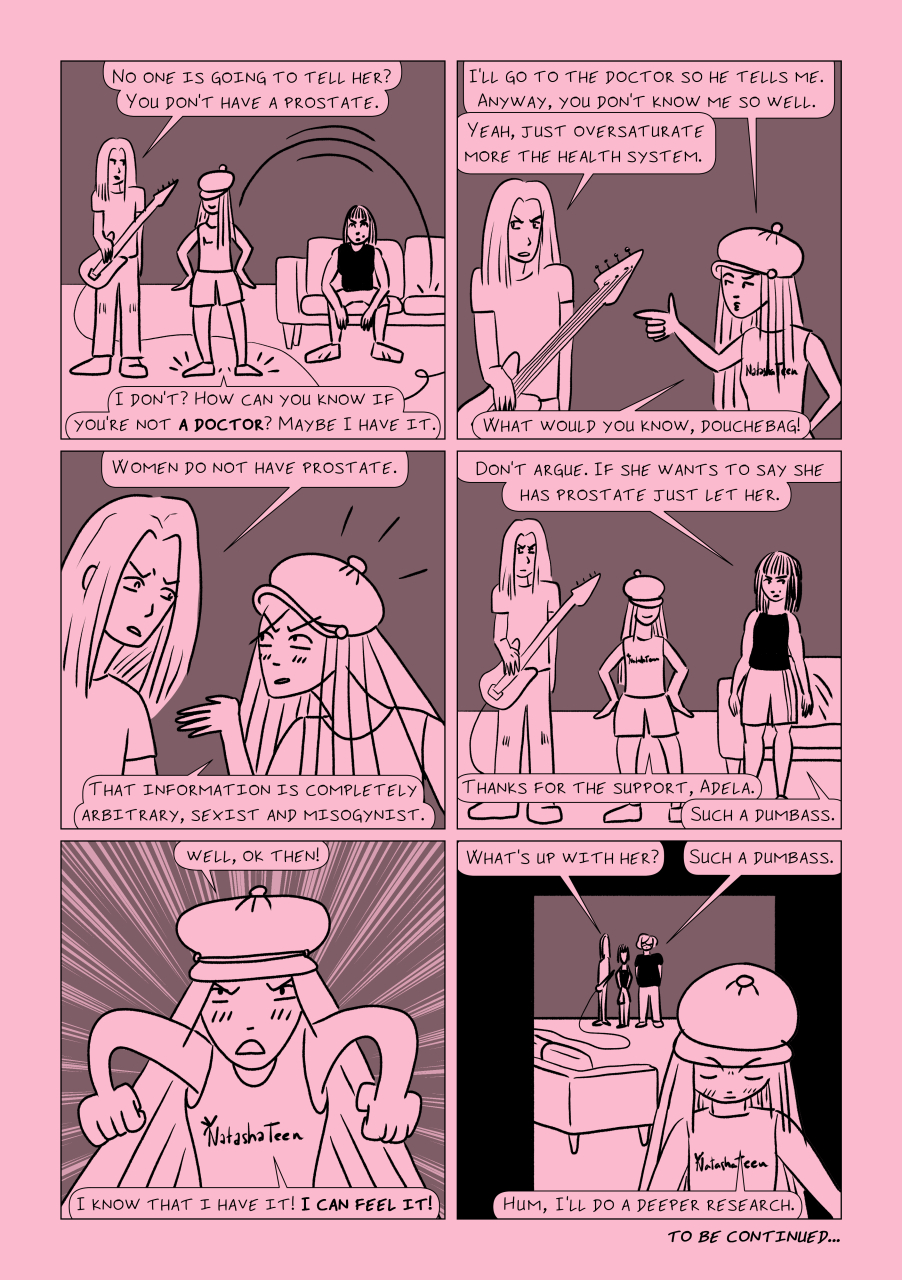 NO ONE IS GOING TO TELL HER?
YOU DON'T HAVE A PROSTATE.
I DON'T? HOW CAN YOU KNOW IF
YOU'RE NOT A DOCTOR? MAYBE I HAVE IT.
I'LL GO TO THE DOCTOR SO HE TELLS ME.
ANYWAY, YOU DON'T KNOW ME SO WELL.
YEAH, JUST OVERSATURATE
MORE THE HEALTH SYSTEM.
NatashaTeen
WHAT WOULD YOU KNOW, DOUCHEBAG!
WOMEN DO NOT HAVE PROSTATE.
THAT INFORMATION IS COMPLETELY
ARBITRARY, SEXIST AND MISOGYNIST.
DON'T ARGUE. IF SHE WANTS TO SAY SHE
HAS PROSTATE JUST LET HER.
NatashaTeen
THANKS FOR THE SUPPORT, ADELA.
SUCH A DUMBASS.
WELL, OK THEN!
NatashaTeen
I KNOW THAT I HAVE IT! I CAN FEEL IT!
WHAT'S UP WITH HER?
SUCH A DUMBASS.
NatashaTeen
HUM, I'LL DO A DEEPER RESEARCH.
TO BE CONTINUED...